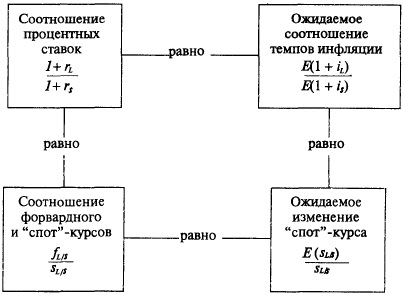 Соотношение
процентных
ставок
1 + r_L
1 + r_S
равно
Ожидаемое
соотношение
темпов инфляции
E(1 + i_L)
E(1 + i_S)
равно
равно
Соотношение
форвардного
и "спот"-курсов
f_L/S
s_L/S
равно
Ожидаемое
изменение
"спот"-курса
E (s_L/S)
s_L/S